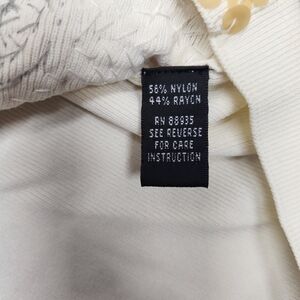 56% NYLON
44% RAYON
RN 88935
SEE REVERSE
FOR CARE
INSTRUCTION